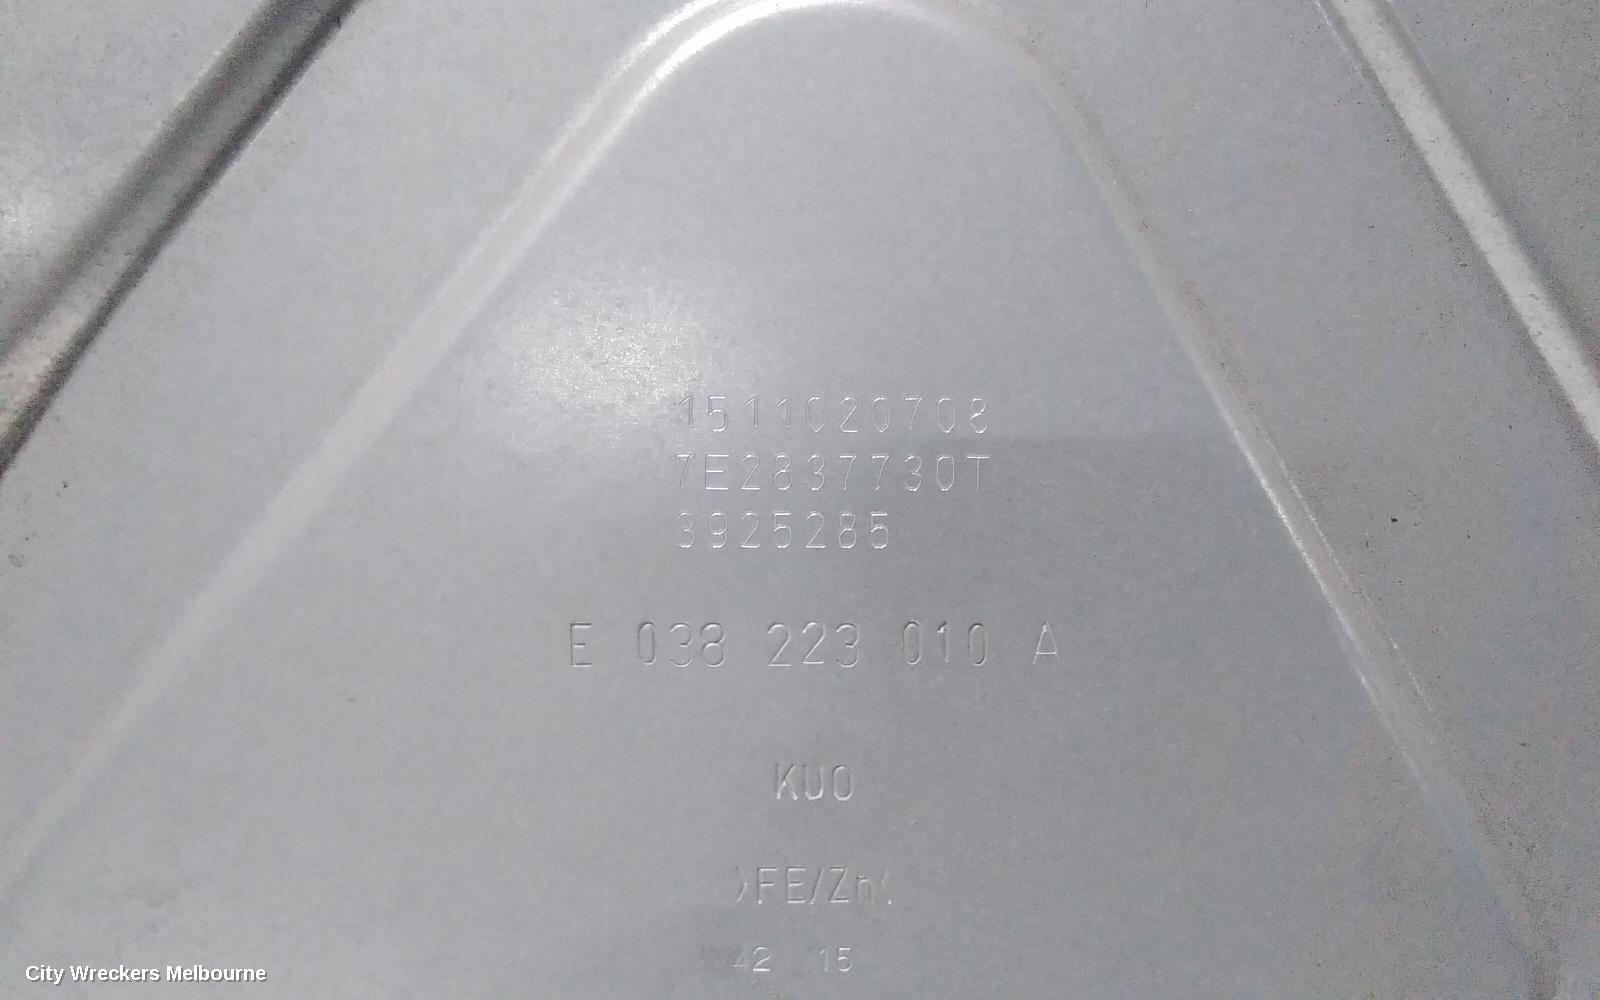 1511020708
7E2837730T
3925285
E 038 223 010 A
KUO
>FE/Zn<
42 15
City Wreckers Melbourne